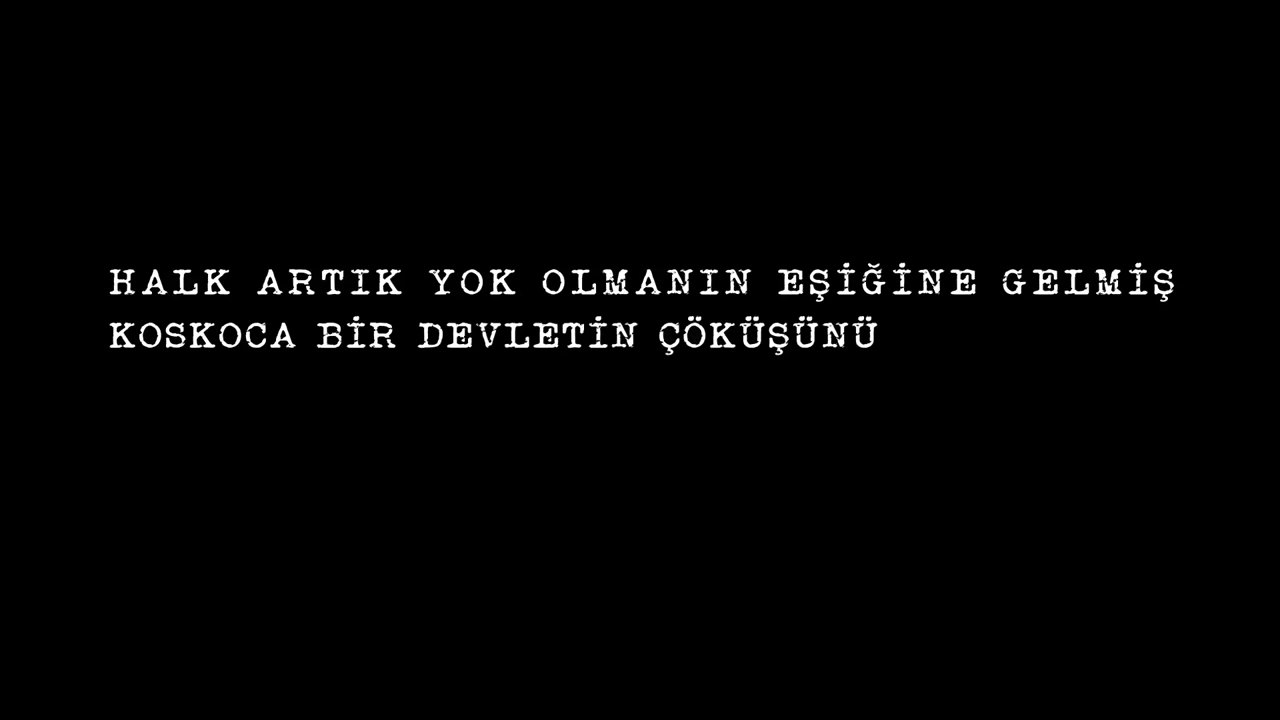 HALK ARTIK YOK OLMANIN EŞİĞİNE GELMİŞ
KOSKOCA BİR DEVLETİN ÇÖKÜŞÜNÜ